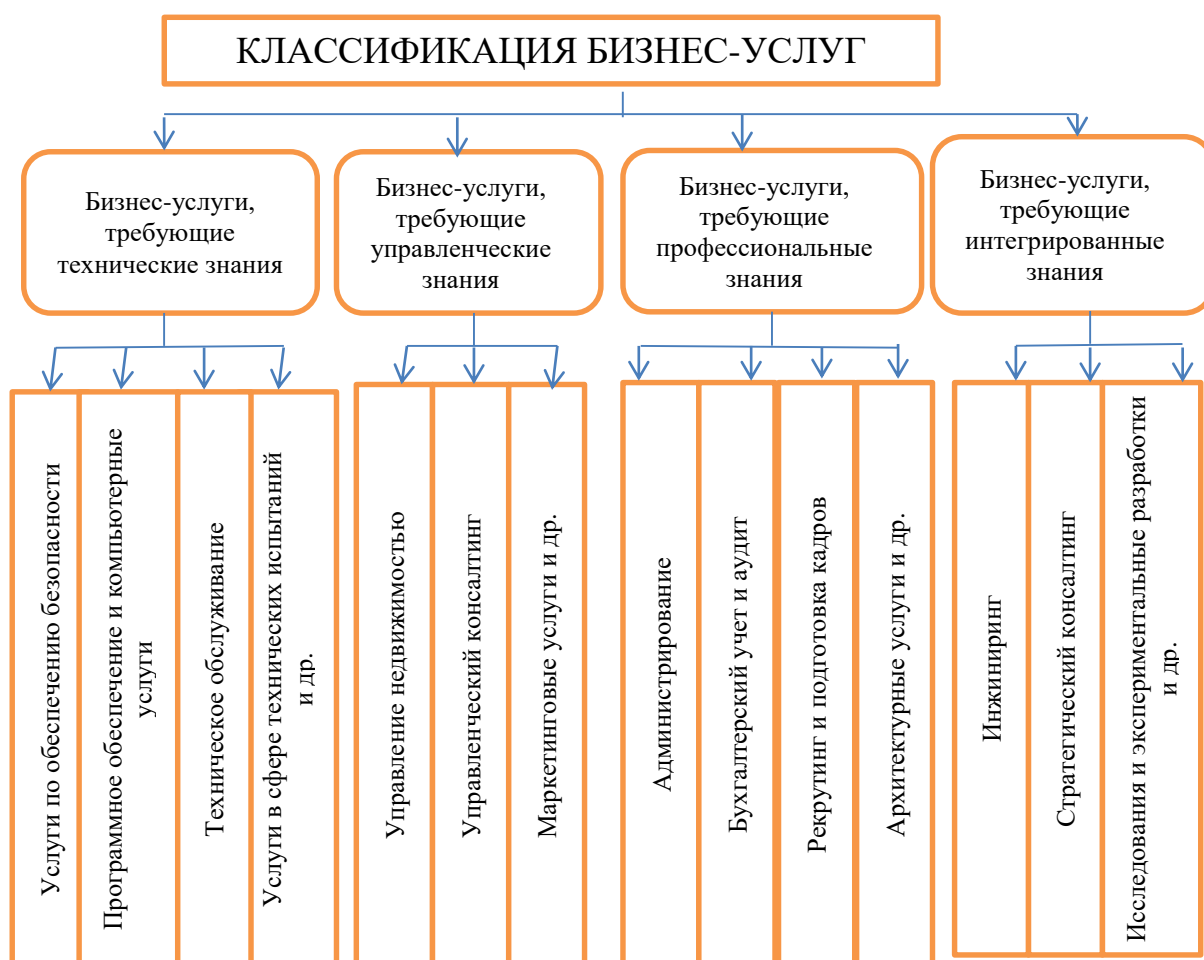 КЛАССИФИКАЦИЯ БИЗНЕС-УСЛУГ
Бизнес-услуги,
требующие
технические знания
Бизнес-услуги,
требующие
управленческие
знания
Бизнес-услуги,
требующие
профессиональные
знания
Бизнес-услуги,
требующие
интегрированные
знания
Услуги по обеспечению безопасности
Программное обеспечение и компьютерные
услуги
Техническое обслуживание
Услуги в сфере технических испытаний
и др.
Управление недвижимостью
Управленческий консалтинг
Маркетинговые услуги и др.
Администрирование
Бухгалтерский учет и аудит
Рекрутинг и подготовка кадров
Архитектурные услуги и др.
Инжиниринг
Стратегический консалтинг
Исследования и экспериментальные разработки
и др.